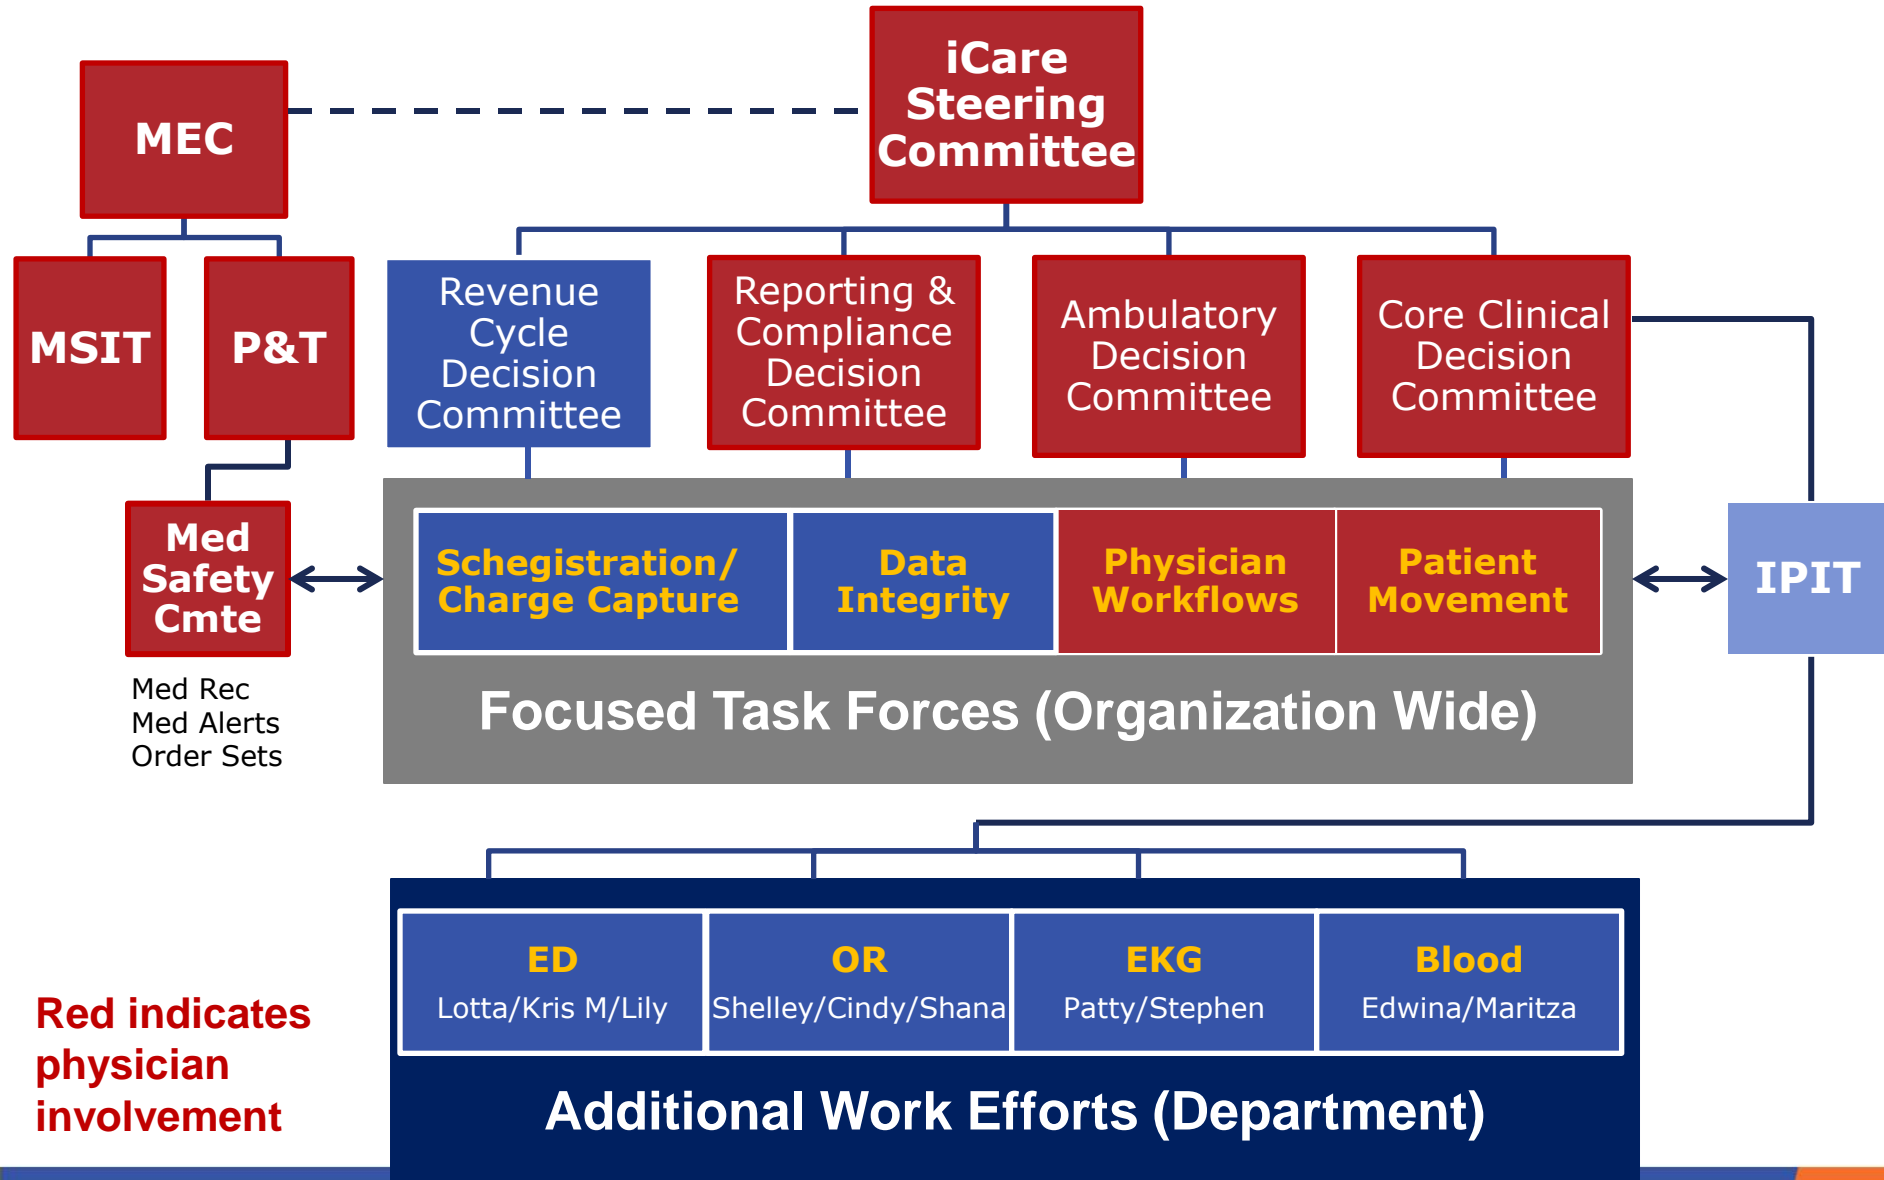 iCare
Steering
Committee
MEC
MSIT
P&T
Revenue
Cycle
Decision
Committee
Reporting &
Compliance
Decision
Committee
Ambulatory
Decision
Committee
Core Clinical
Decision
Committee
Med
Safety
Cmte
Schegistration/
Charge Capture
Data
Integrity
Physician
Workflows
Patient
Movement
IPIT
Med Rec
Med Alerts
Order Sets
Focused Task Forces (Organization Wide)
ED
Lotta/Kris M/Lily
OR
Shelley/Cindy/Shana
EKG
Patty/Stephen
Blood
Edwina/Maritza
Red indicates
physician
involvement
Additional Work Efforts (Department)